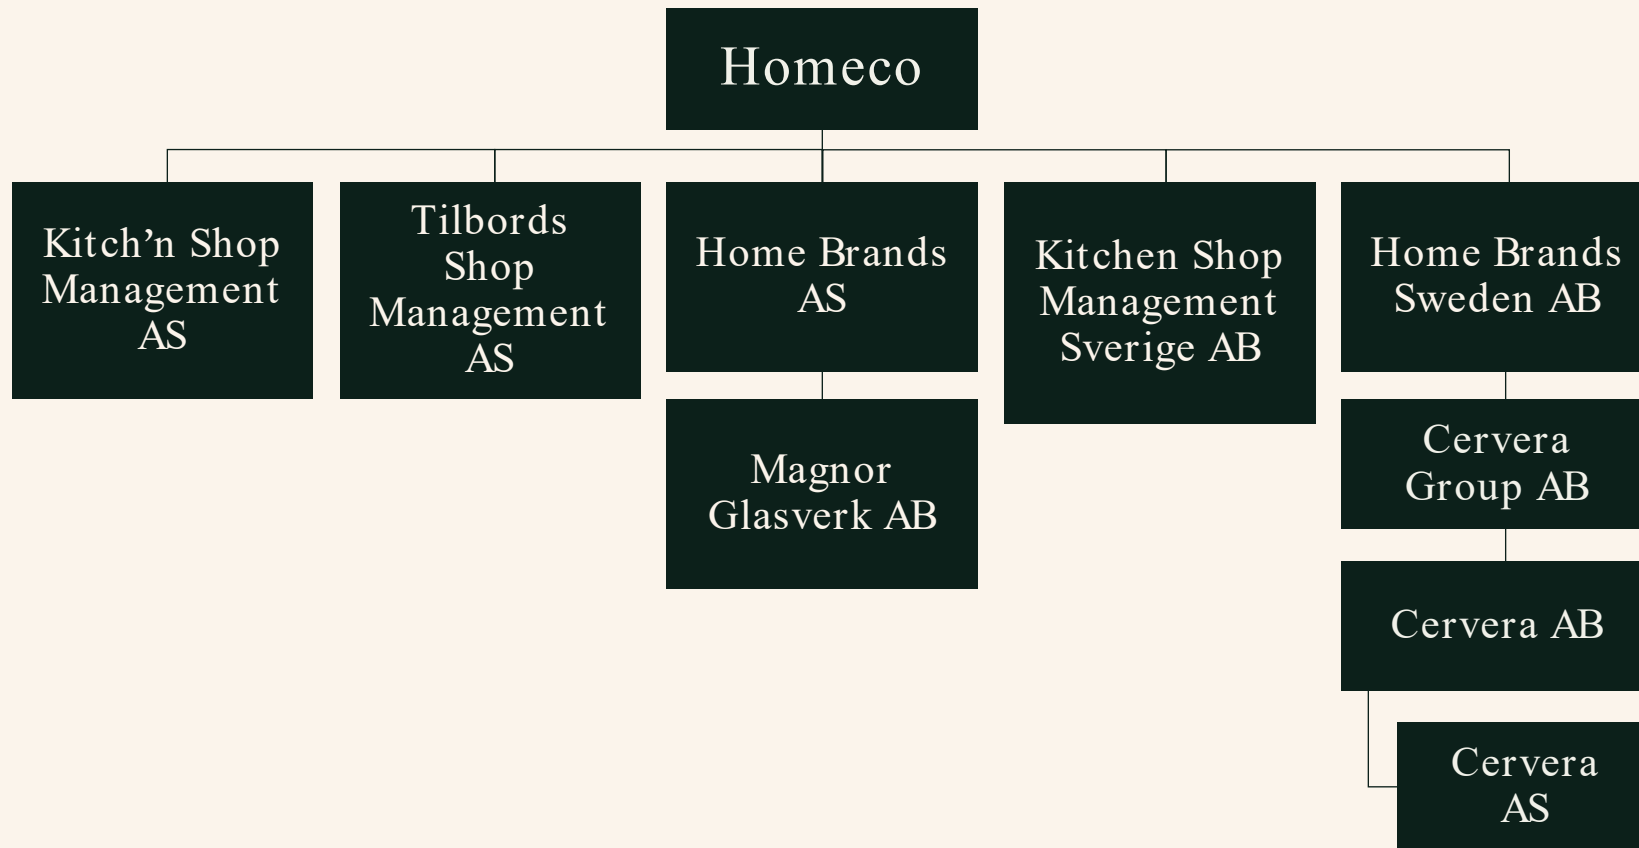 Homeco
Kitch’n Shop
Management
AS
Tilbords
Shop
Management
AS
Home Brands
AS
Kitchen Shop
Management
Sverige AB
Home Brands
Sweden AB
Magnor
Glasverk AB
Cervera
Group AB
Cervera AB
Cervera
AS